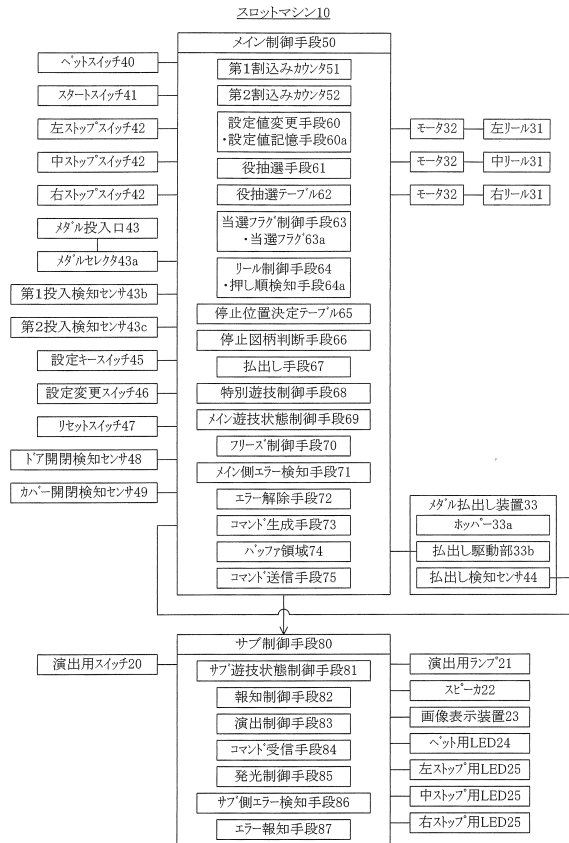 スロットマシン10
メイン制御手段50
ベットスイッチ40
スタートスイッチ41
左ストップスイッチ42
中ストップスイッチ42
右ストップスイッチ42
メダル投入口43
メダルセレクタ43a
第1投入検知センサ43b
第2投入検知センサ43c
設定キースイッチ45
設定変更スイッチ46
リセットスイッチ47
ドア開閉検知センサ48
カバー開閉検知センサ49
第1割込みカウンタ51
第2割込みカウンタ52
設定値変更手段60
・設定値記憶手段60a
役抽選手段61
役抽選テーブル62
当選フラグ制御手段63
・当選フラグ63a
リール制御手段64
・押し順検知手段64a
停止位置決定テーブル65
停止図柄判断手段66
払出し手段67
特別遊技制御手段68
メイン遊技状態制御手段69
フリーズ制御手段70
メイン側エラー検知手段71
エラー解除手段72
コマンド生成手段73
バッファ領域74
コマンド送信手段75
モータ32
左リール31
モータ32
中リール31
モータ32
右リール31
メダル払出し装置33
ホッパー33a
払出し駆動部33b
払出し検知センサ44
サブ制御手段80
演出用スイッチ20
サブ遊技状態制御手段81
報知制御手段82
演出制御手段83
コマンド受信手段84
発光制御手段85
サブ側エラー検知手段86
エラー報知手段87
演出用ランプ21
スピーカ22
画像表示装置23
ベット用LED24
左ストップ用LED25
中ストップ用LED25
右ストップ用LED25